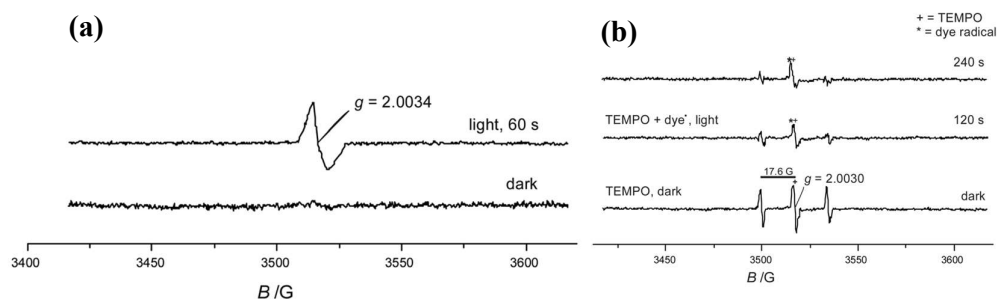 (a)
g = 2.0034
light, 60 s
dark
3400
3450
3500
3550
3600
B /G
(b)
+ = TEMPO
* = dye radical
*+
240 s
TEMPO + dye•, light
*+
120 s
17.6 G
+
g = 2.0030
TEMPO, dark
dark
3450
3500
3550
3600
B /G